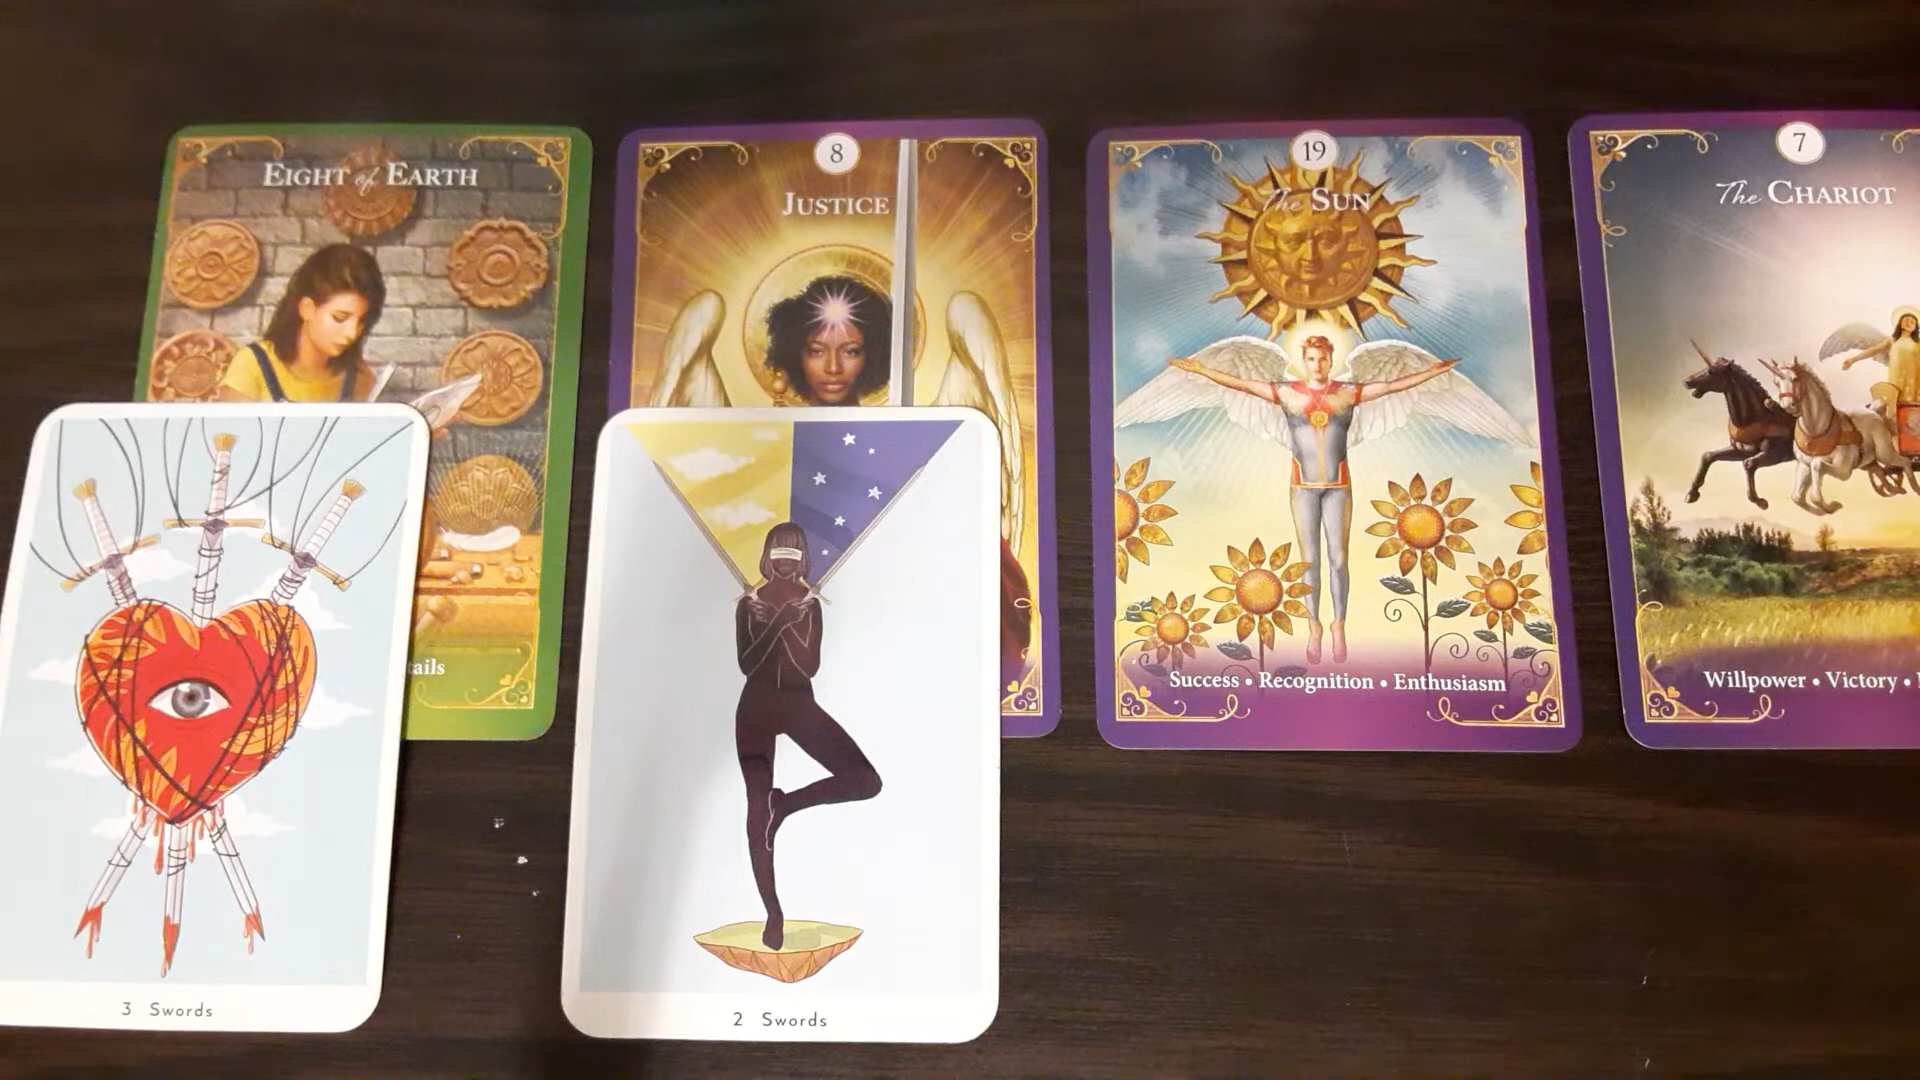 EIGHT of EARTH
8
JUSTICE
19
The SUN
7
The CHARIOT
tails
Success • Recognition • Enthusiasm
Willpower • Victory •
3 Swords
2 Swords